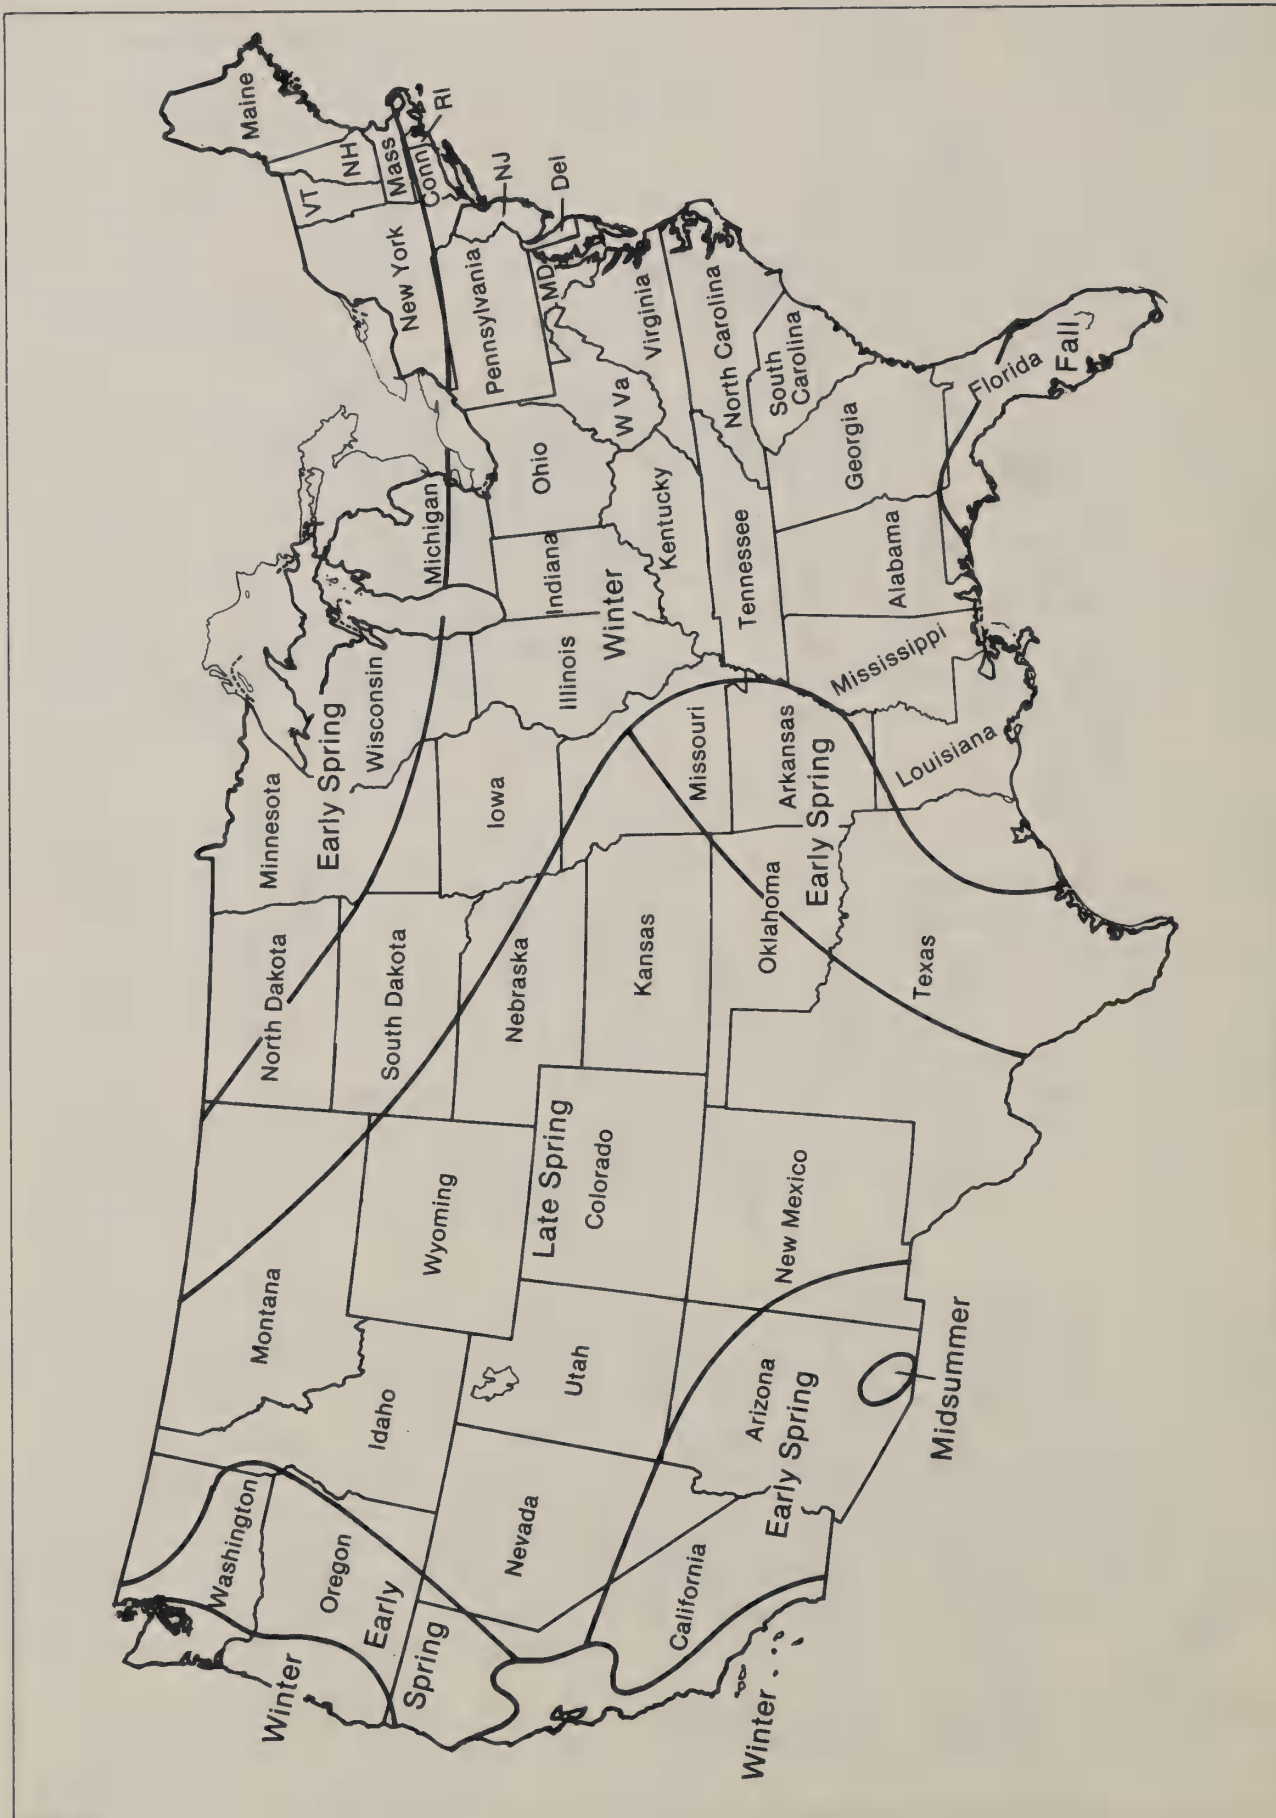 Washington
Oregon
Early
Spring
Winter
California
Winter
Nevada
Idaho
Montana
Wyoming
Utah
Arizona
Early Spring
Midsummer
Late Spring
Colorado
New Mexico
North Dakota
South Dakota
Nebraska
Kansas
Oklahoma
Texas
Minnesota
Early Spring
Wisconsin
Iowa
Missouri
Arkansas
Early Spring
Louisiana
Michigan
Illinois
Indiana
Winter
Ohio
Kentucky
Tennessee
Mississippi
Alabama
Georgia
Florida
Fall
South
Carolina
North Carolina
Virginia
W Va
MD
Del
Pennsylvania
NJ
New York
Conn
RI
Mass
VT
NH
Maine